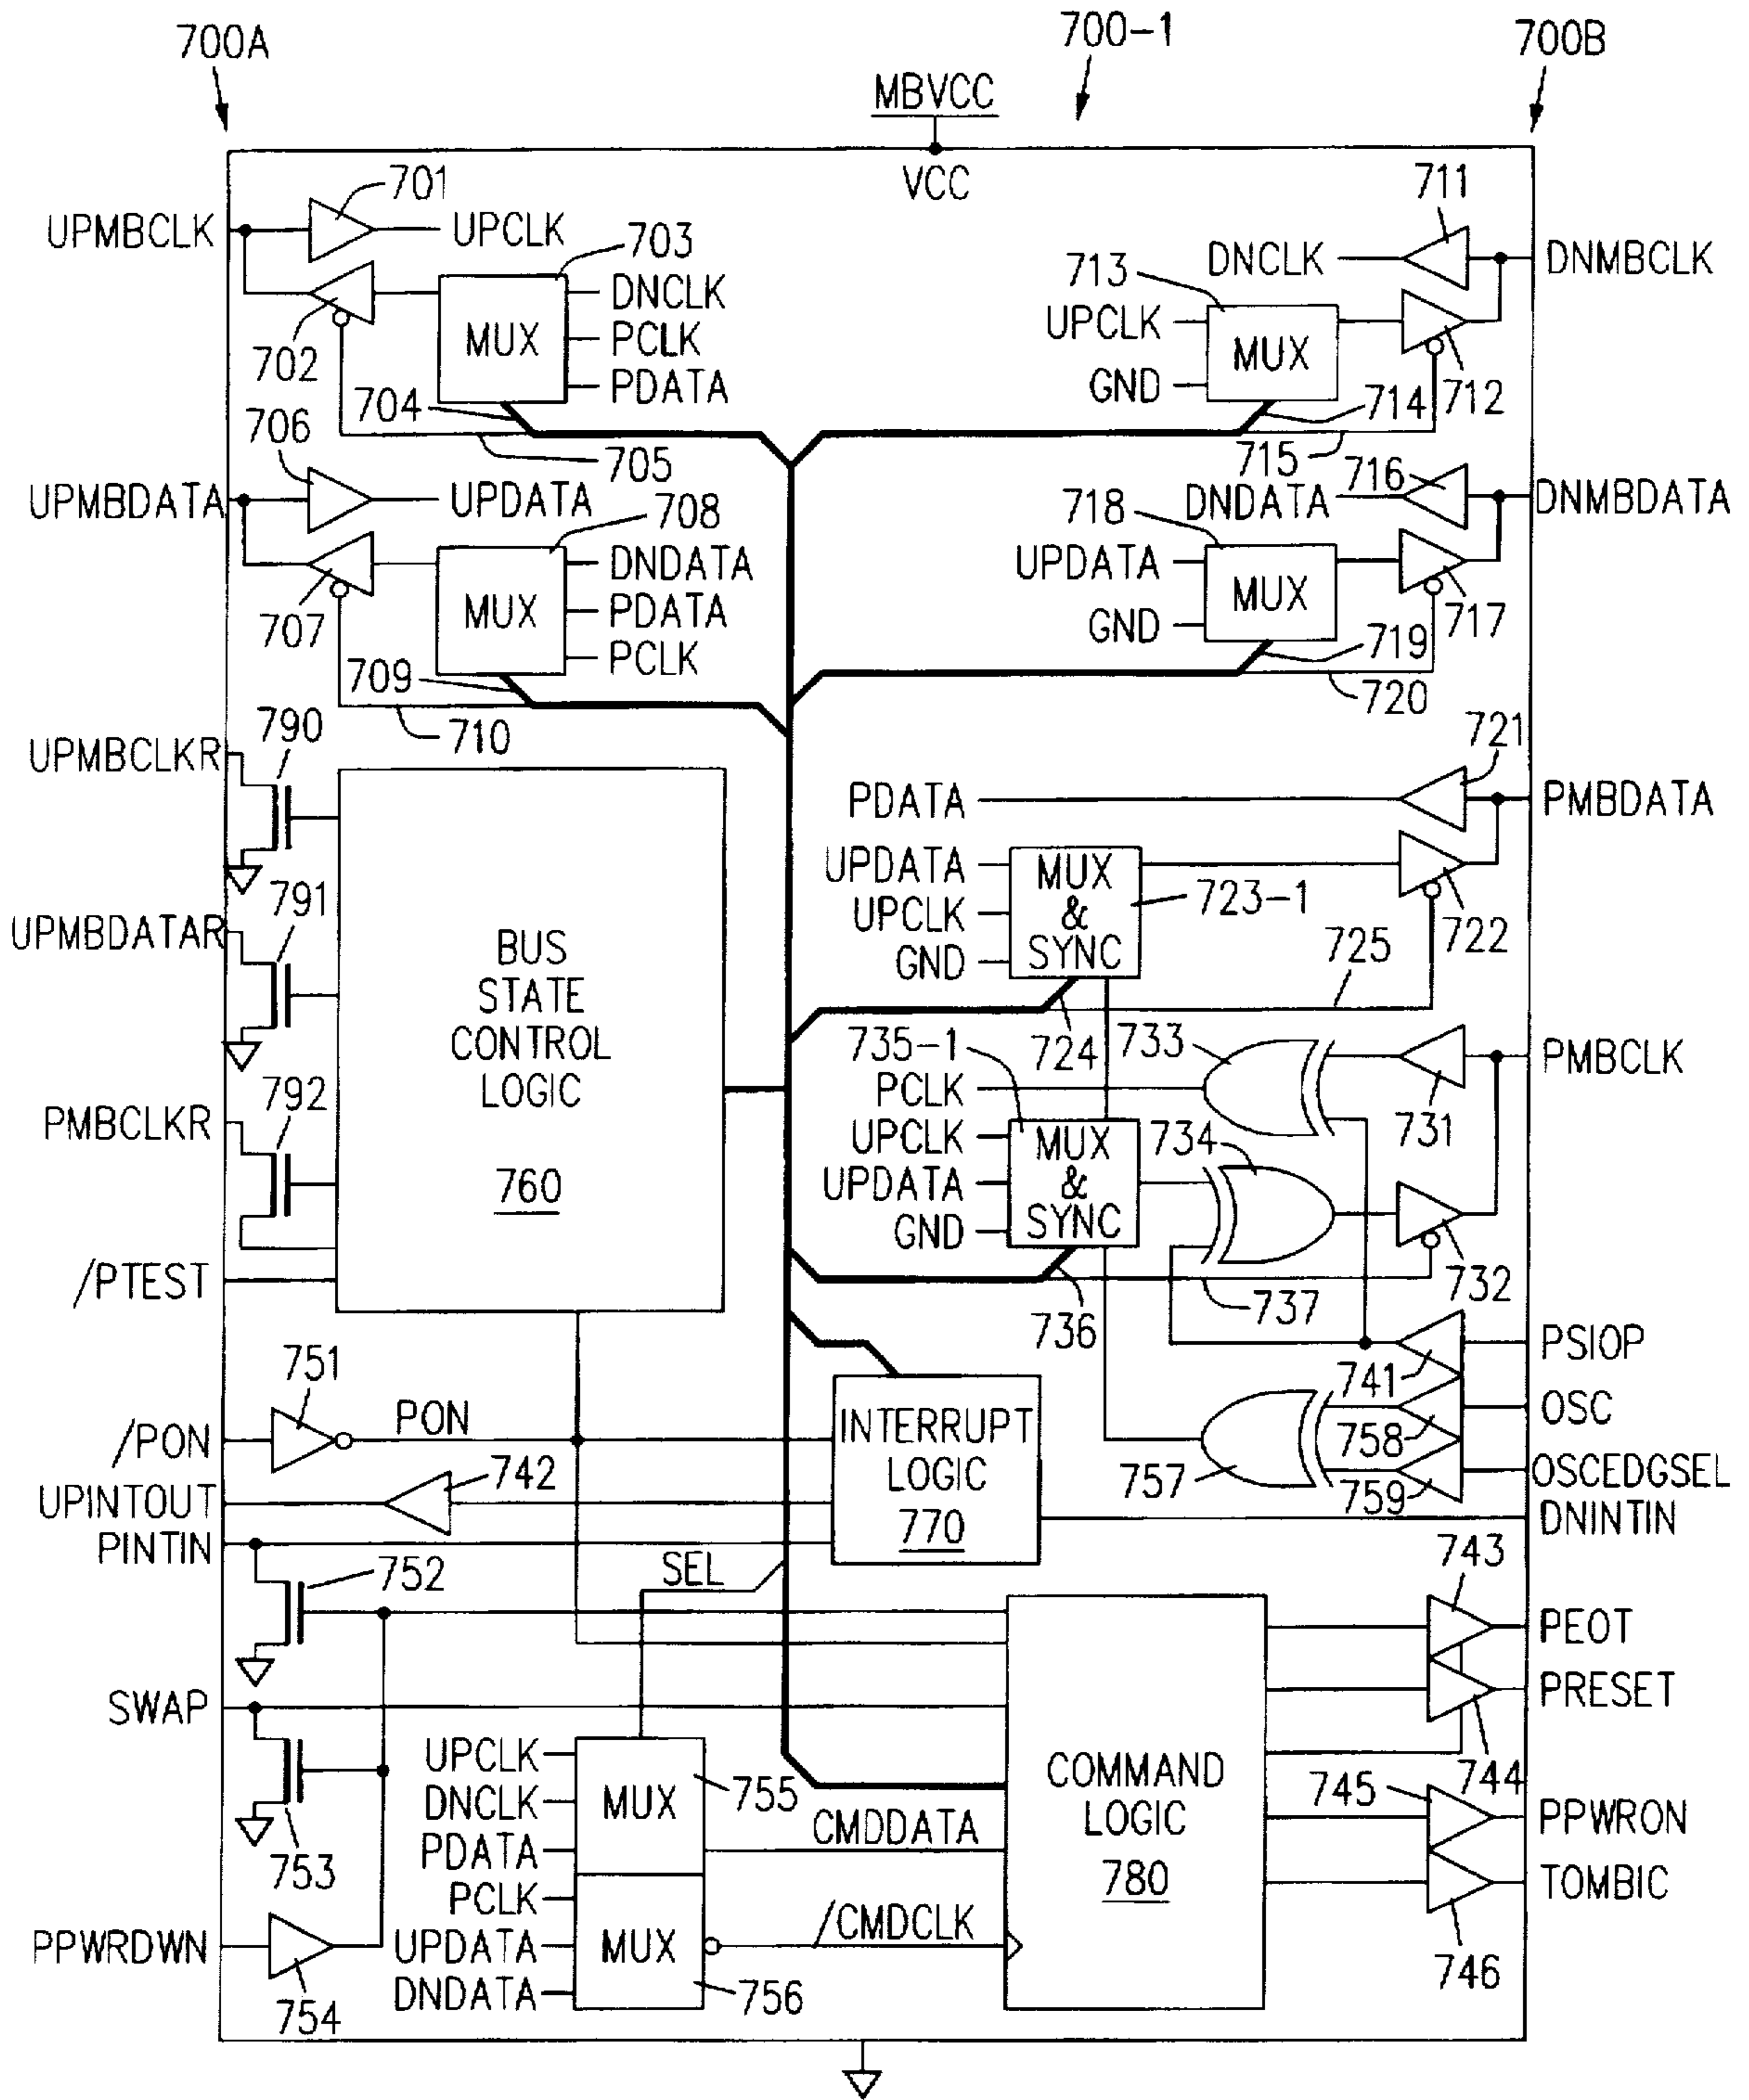 700A
700-1
700B
MBVCC
VCC
701
UPMBCLK
UPCLK
703
DNCLK
PCLK
PDATA
MUX
702
704
705
711
DNCLK
DNMBCLK
713
UPCLK
GND
MUX
712
714
715
706
UPMBDATA
UPDATA
708
DNDATA
PDATA
PCLK
MUX
707
709
710
716
DNDATA
DNMBDATA
718
UPDATA
GND
MUX
717
719
720
790
UPMBCLKR
791
UPMBDATAR
792
PMBCLKR
/PTEST
BUS
STATE
CONTROL
LOGIC
760
721
PDATA
PMBDATA
UPDATA
UPCLK
GND
MUX
&
SYNC
723-1
722
725
724
735-1
733
PCLK
PMBCLK
731
UPCLK
UPDATA
GND
MUX
&
SYNC
734
732
736
737
PSIOP
741
OSC
758
OSCEDGSEL
759
757
DNINTIN
751
/PON
PON
742
UPINTOUT
PINTIN
INTERRUPT
LOGIC
770
752
SEL
SWAP
753
UPCLK
DNCLK
PDATA
MUX
755
CMDDATA
PCLK
UPDATA
DNDATA
MUX
756
/CMDCLK
PPWRDWN
754
COMMAND
LOGIC
780
743
PEOT
PRESET
744
745
PPWRON
TOMBIC
746